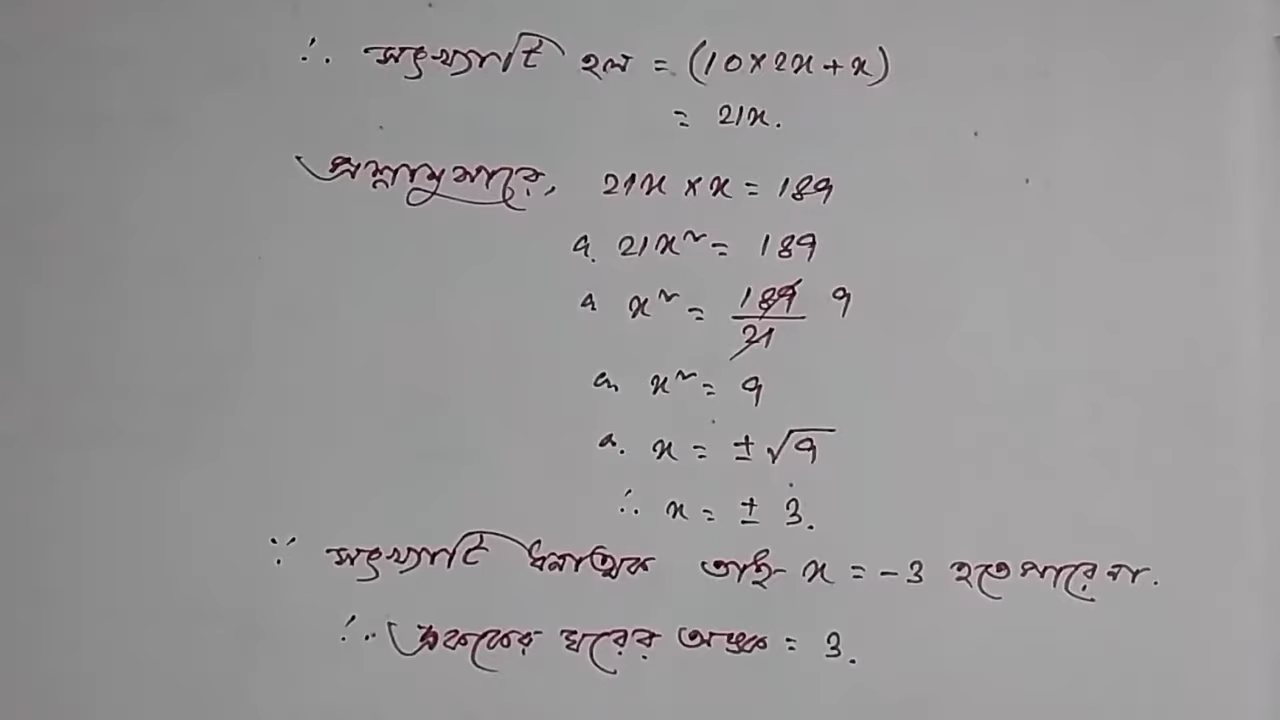 ∴ সংখ্যাটি হল = (10×2x+x)
= 21x.
প্রশ্নানুসারে, 21x × x = 189
বা. 21x² = 189
বা x² = 189/21 9
বা x² = 9
বা. x = ± √9
∴ x = ± 3.
∵ সংখ্যাটি ধনাত্মক তাই x = -3 হতে পারে না.
∴ এককের ঘরের অঙ্ক = 3.